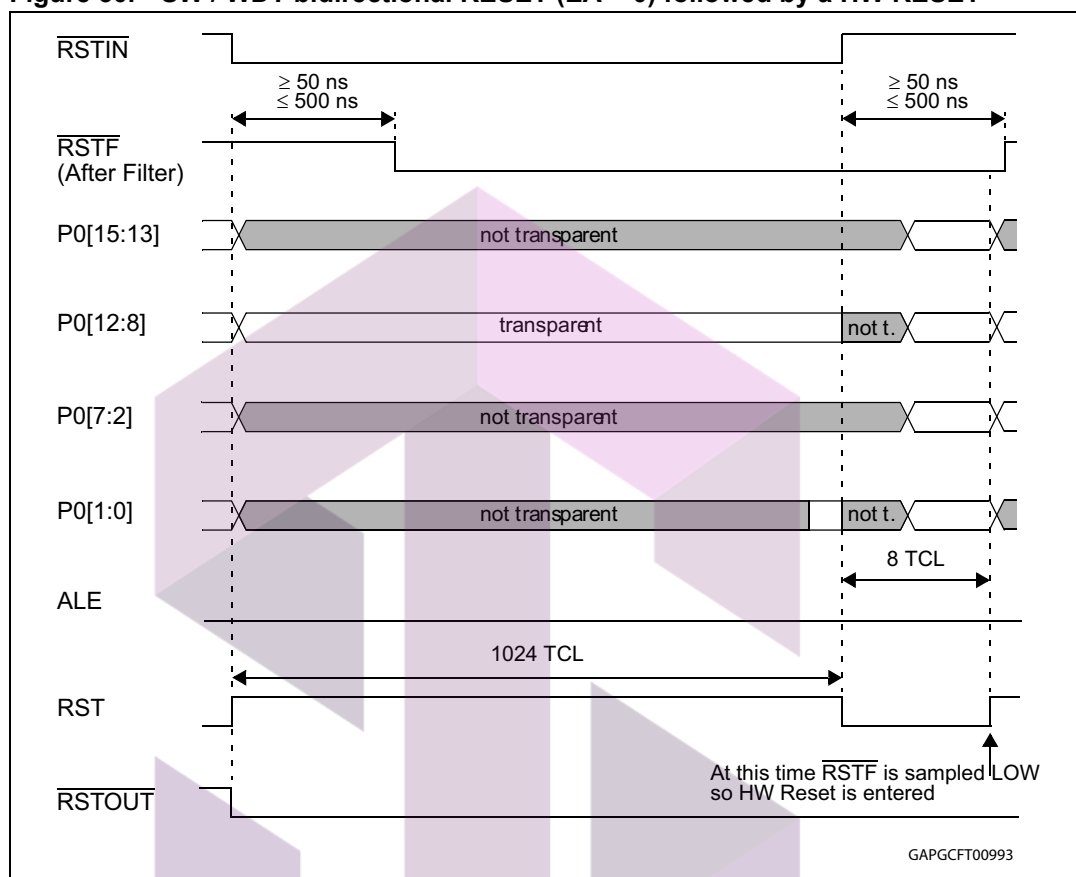 RSTIN
≥ 50 ns
≤ 500 ns
≥ 50 ns
≤ 500 ns
RSTF
(After Filter)
P0[15:13]
not transparent
P0[12:8]
transparent
not t.
P0[7:2]
not transparent
P0[1:0]
not transparent
not t.
8 TCL
ALE
1024 TCL
RST
At this time RSTF is sampled LOW
so HW Reset is entered
RSTOUT
GAPGCFT00993